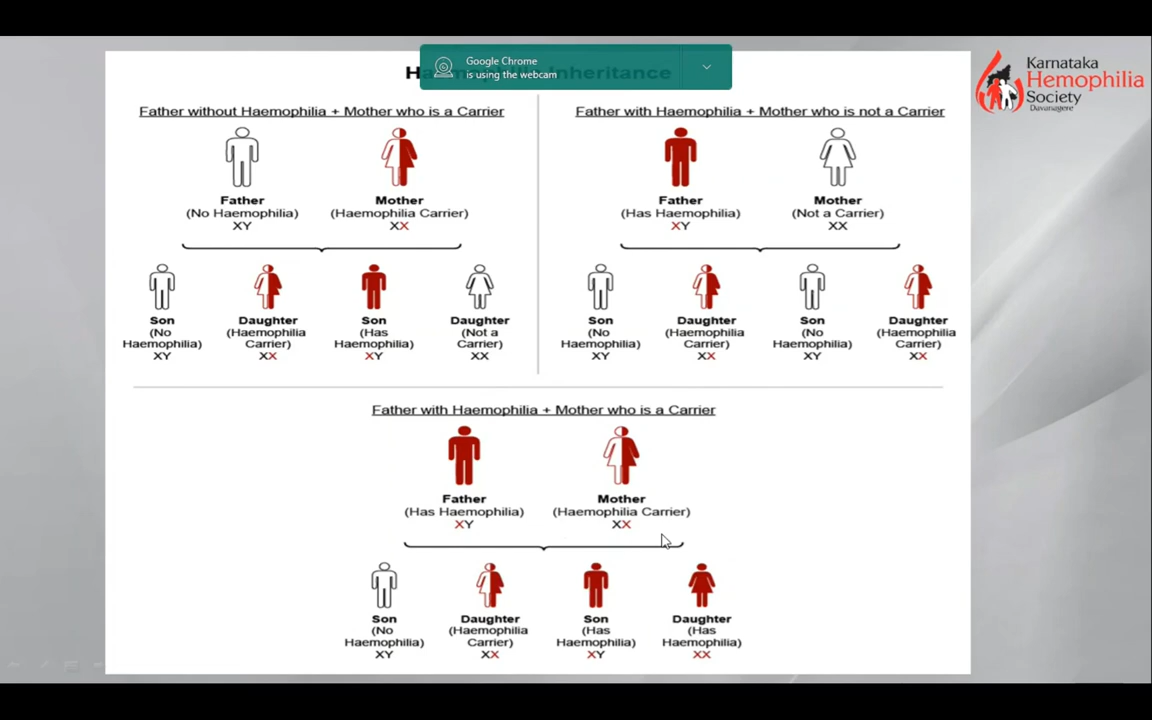 Google Chrome
is using the webcam
Inheritance
Karnataka
Hemophilia
Society
Davanagere
Father without Haemophilia + Mother who is a Carrier
Father
(No Haemophilia)
XY
Mother
(Haemophilia Carrier)
XX
Son
(No
Haemophilia)
XY
Daughter
(Haemophilia
Carrier)
XX
Son
(Has
Haemophilia)
XY
Daughter
(Not a
Carrier)
XX
Father with Haemophilia + Mother who is not a Carrier
Father
(Has Haemophilia)
XY
Mother
(Not a Carrier)
XX
Son
(No
Haemophilia)
XY
Daughter
(Haemophilia
Carrier)
XX
Son
(No
Haemophilia)
XY
Daughter
(Haemophilia
Carrier)
XX
Father with Haemophilia + Mother who is a Carrier
Father
(Has Haemophilia)
XY
Mother
(Haemophilia Carrier)
XX
Son
(No
Haemophilia)
XY
Daughter
(Haemophilia
Carrier)
XX
Son
(Has
Haemophilia)
XY
Daughter
(Has
Haemophilia)
XX